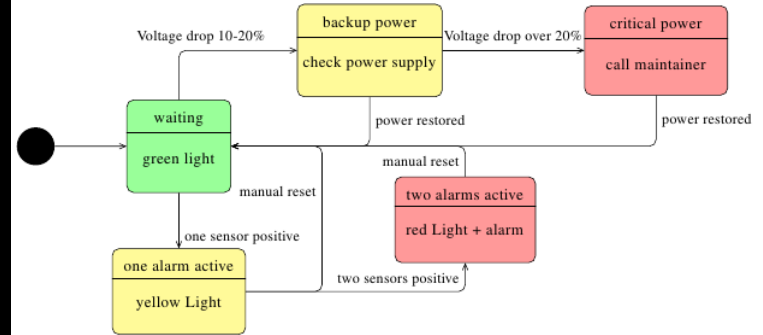 backup power
critical power
Voltage drop 10-20%
Voltage drop over 20%
check power supply
call maintainer
waiting
power restored
power restored
green light
manual reset
manual reset
two alarms active
one sensor positive
red Light + alarm
one alarm active
two sensors positive
yellow Light